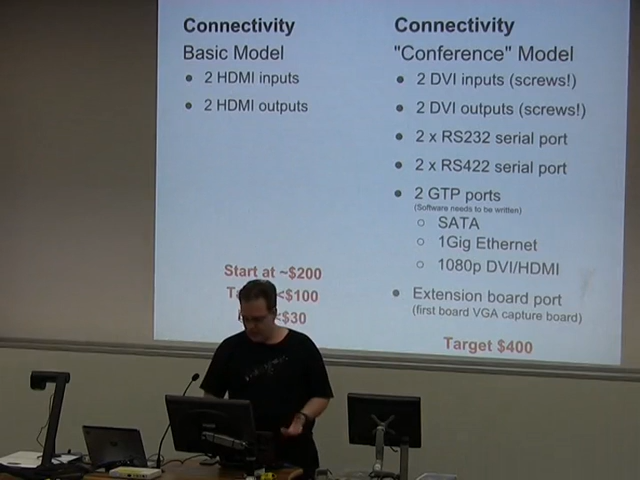 Connectivity
Basic Model
2 HDMI inputs
2 HDMI outputs
Start at ~$200
<$100
<$30
Connectivity
"Conference" Model
2 DVI inputs (screws!)
2 DVI outputs (screws!)
2 x RS232 serial port
2 x RS422 serial port
2 GTP ports
(Software needs to be written)
SATA
1Gig Ethernet
1080p DVI/HDMI
Extension board port
(first board VGA capture board)
Target $400